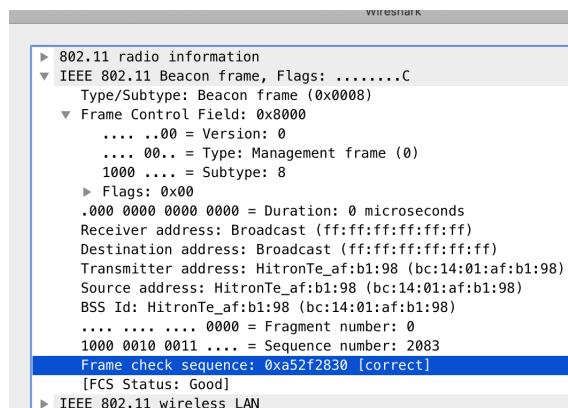 Wireshark
802.11 radio information
IEEE 802.11 Beacon frame, Flags: ........C
Type/Subtype: Beacon frame (0x0008)
Frame Control Field: 0x8000
.... ..00 = Version: 0
.... 00.. = Type: Management frame (0)
1000 .... = Subtype: 8
Flags: 0x00
.000 0000 0000 0000 = Duration: 0 microseconds
Receiver address: Broadcast (ff:ff:ff:ff:ff:ff)
Destination address: Broadcast (ff:ff:ff:ff:ff:ff)
Transmitter address: HitronTe_af:b1:98 (bc:14:01:af:b1:98)
Source address: HitronTe_af:b1:98 (bc:14:01:af:b1:98)
BSS Id: HitronTe_af:b1:98 (bc:14:01:af:b1:98)
.... .... .... 0000 = Fragment number: 0
1000 0010 0011 .... = Sequence number: 2083
Frame check sequence: 0xa52f2830 [correct]
[FCS Status: Good]
IEEE 802.11 wireless LAN